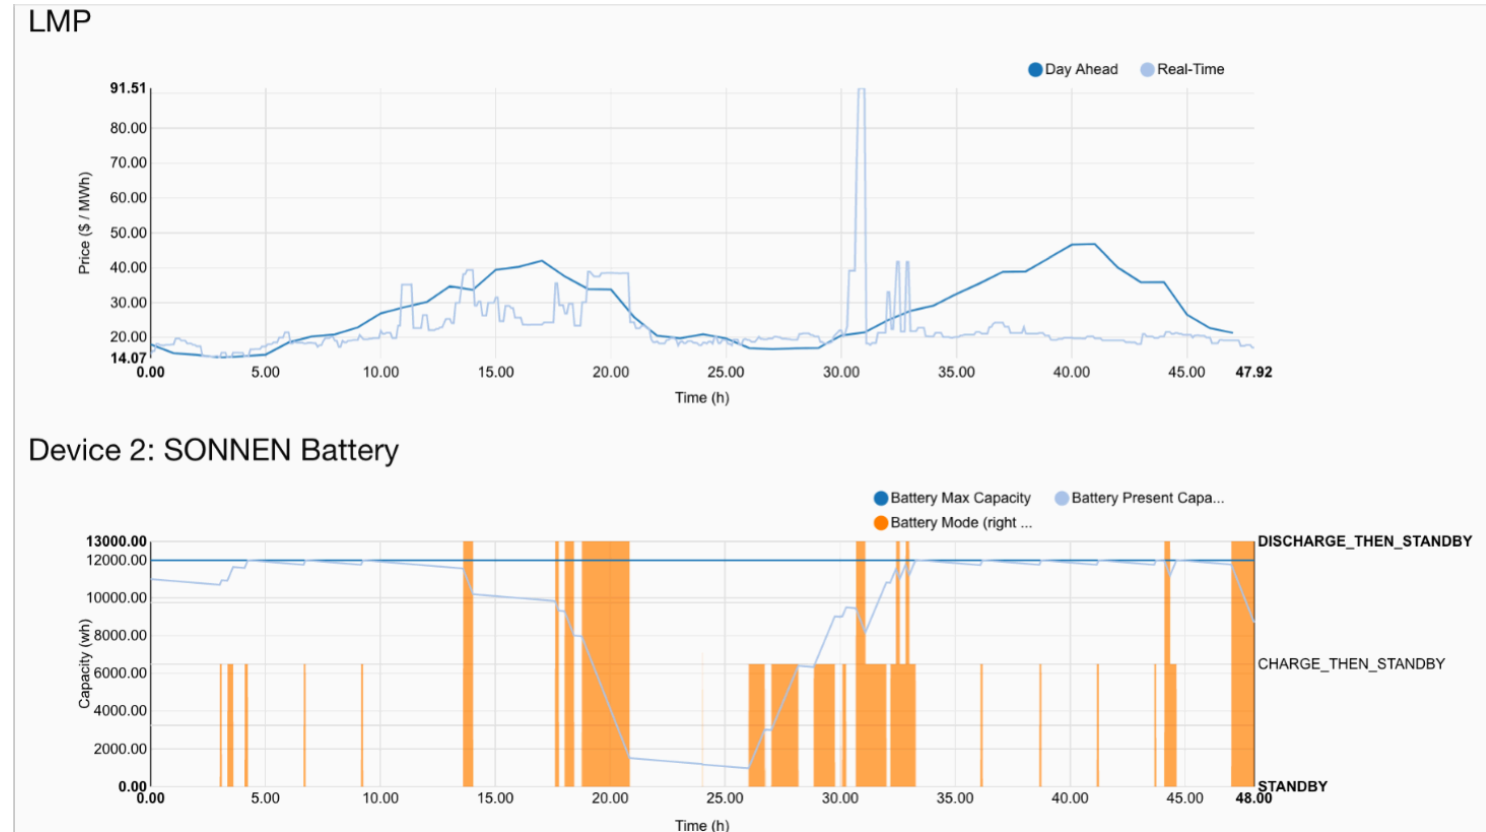 LMP
Day Ahead Real-Time
91.51
80.00
70.00
60.00
50.00
40.00
30.00
20.00
14.07
Price ($ / MWh)
0.00 5.00 10.00 15.00 20.00 25.00 30.00 35.00 40.00 45.00 47.92
Time (h)
Device 2: SONNEN Battery
Battery Max Capacity Battery Present Capa...
Battery Mode (right ...
13000.00 DISCHARGE_THEN_STANDBY
12000.00
10000.00
8000.00
6000.00 CHARGE_THEN_STANDBY
4000.00
2000.00
0.00 STANDBY
Capacity (wh)
0.00 5.00 10.00 15.00 20.00 25.00 30.00 35.00 40.00 45.00 48.00
Time (h)